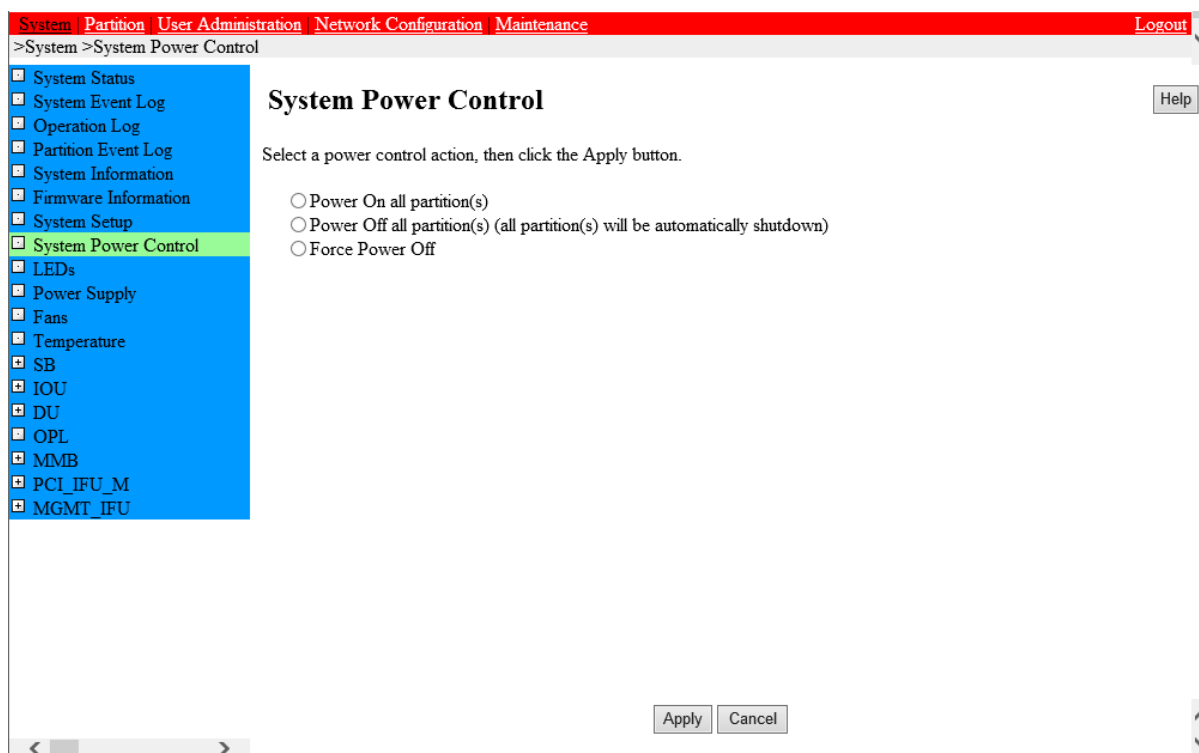 System | Partition | User Administration | Network Configuration | Maintenance Logout
>System >System Power Control
System Status
System Event Log
Operation Log
Partition Event Log
System Information
Firmware Information
System Setup
System Power Control
LEDs
Power Supply
Fans
Temperature
SB
IOU
DU
OPL
MMB
PCI_IFU_M
MGMT_IFU
System Power Control
Help
Select a power control action, then click the Apply button.
Power On all partition(s)
Power Off all partition(s) (all partition(s) will be automatically shutdown)
Force Power Off
Apply Cancel